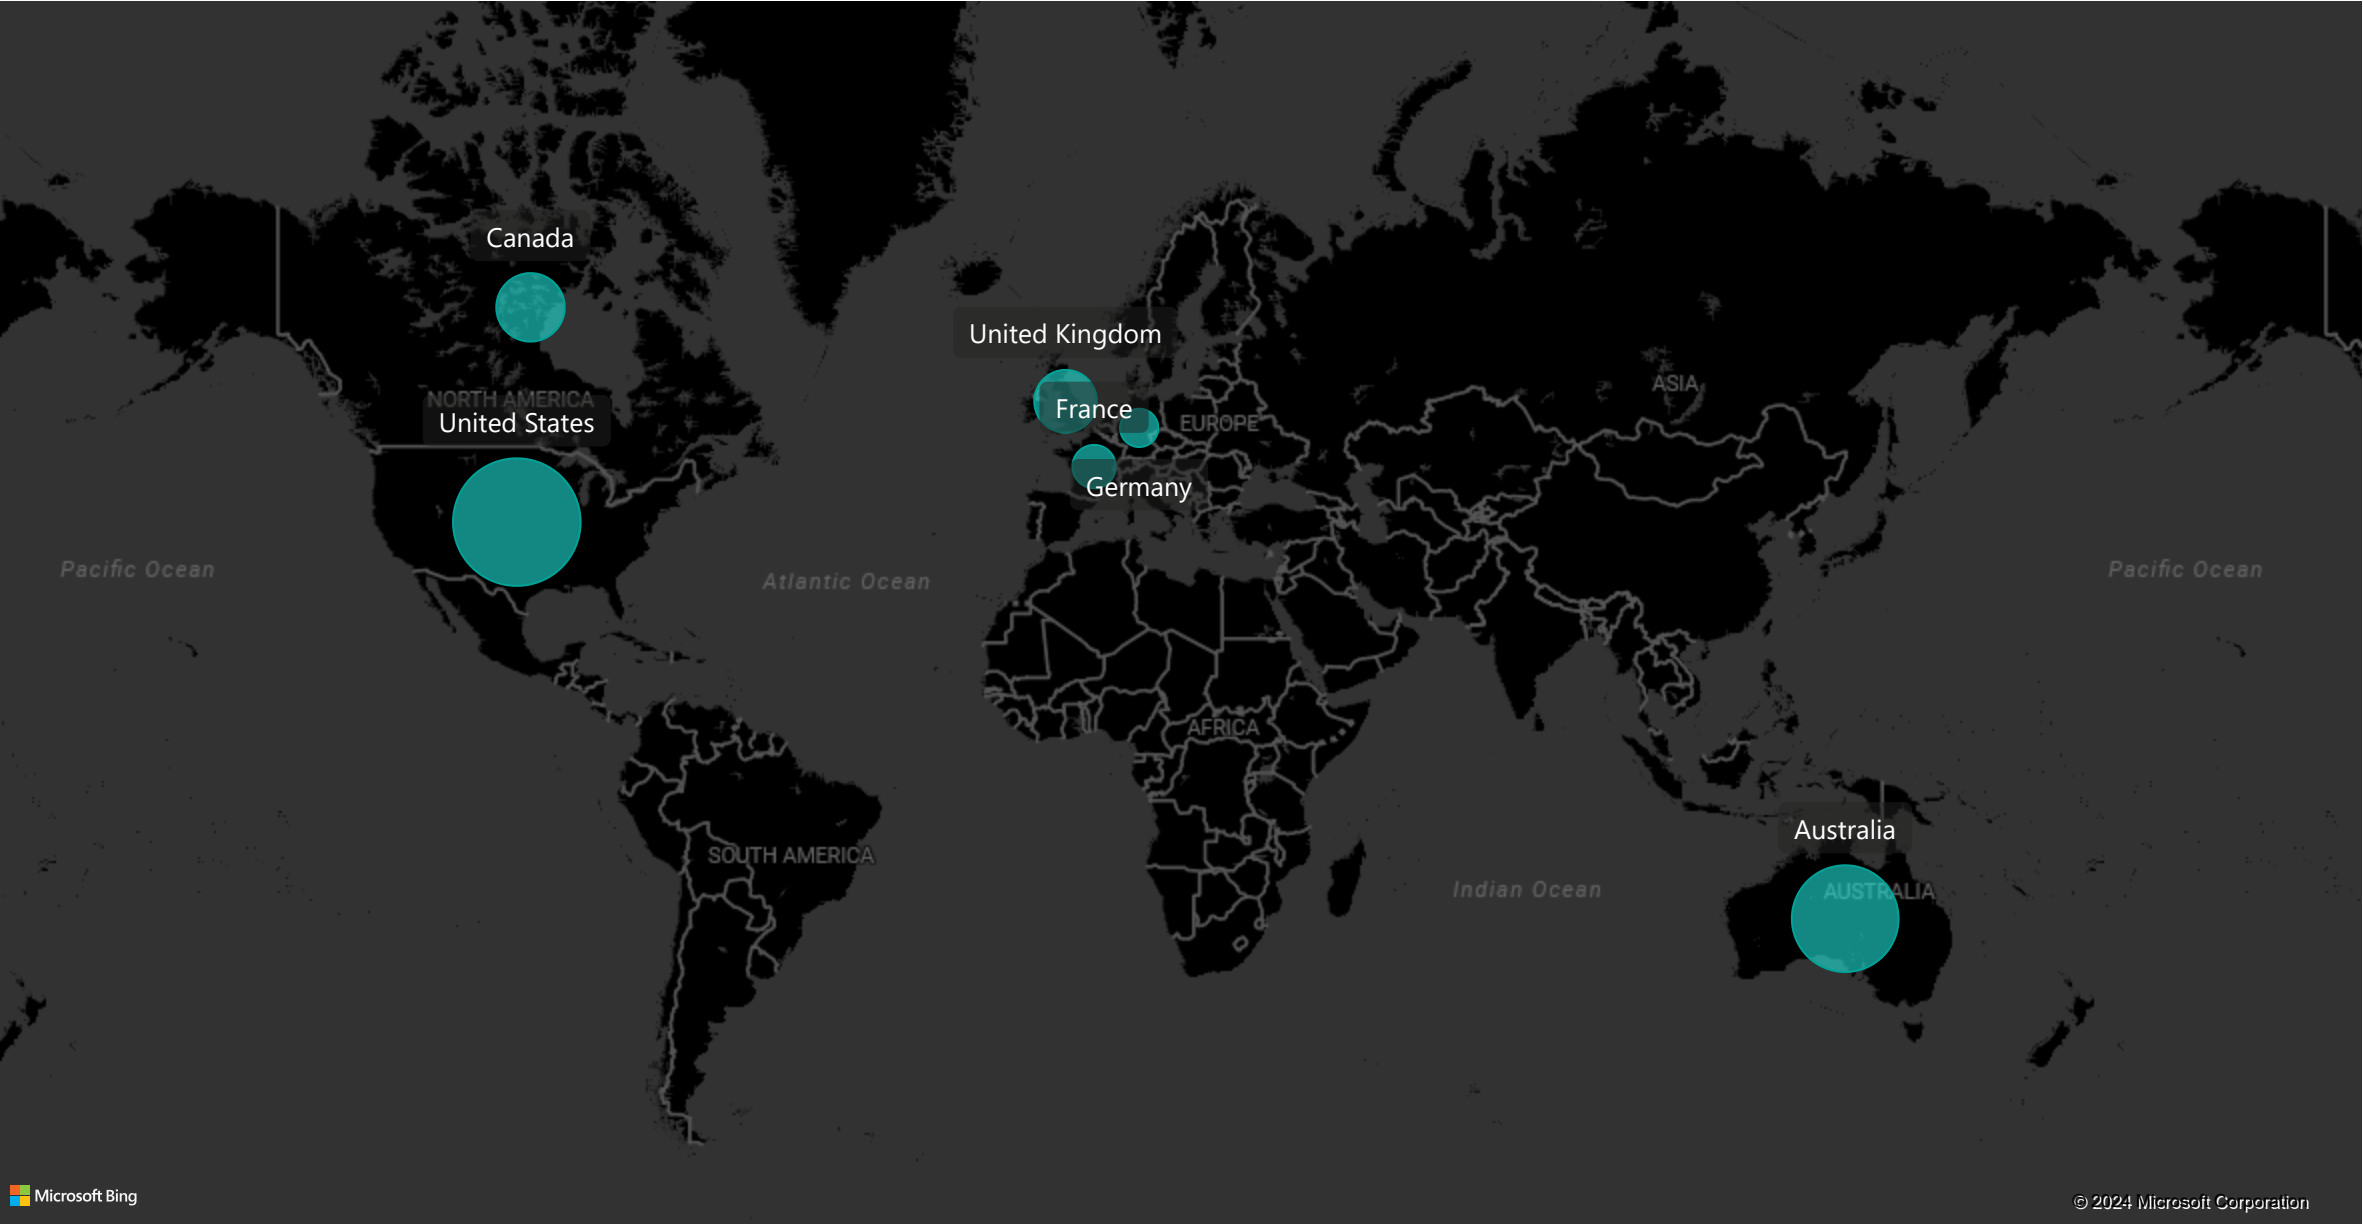 Canada
United Kingdom
ASIA
NORTH AMERICA
France
United States
EUROPE
Germany
Pacific Ocean
Atlantic Ocean
Pacific Ocean
AFRICA
Australia
SOUTH AMERICA
Indian Ocean
AUSTRALIA
Microsoft Bing
© 2024 Microsoft Corporation